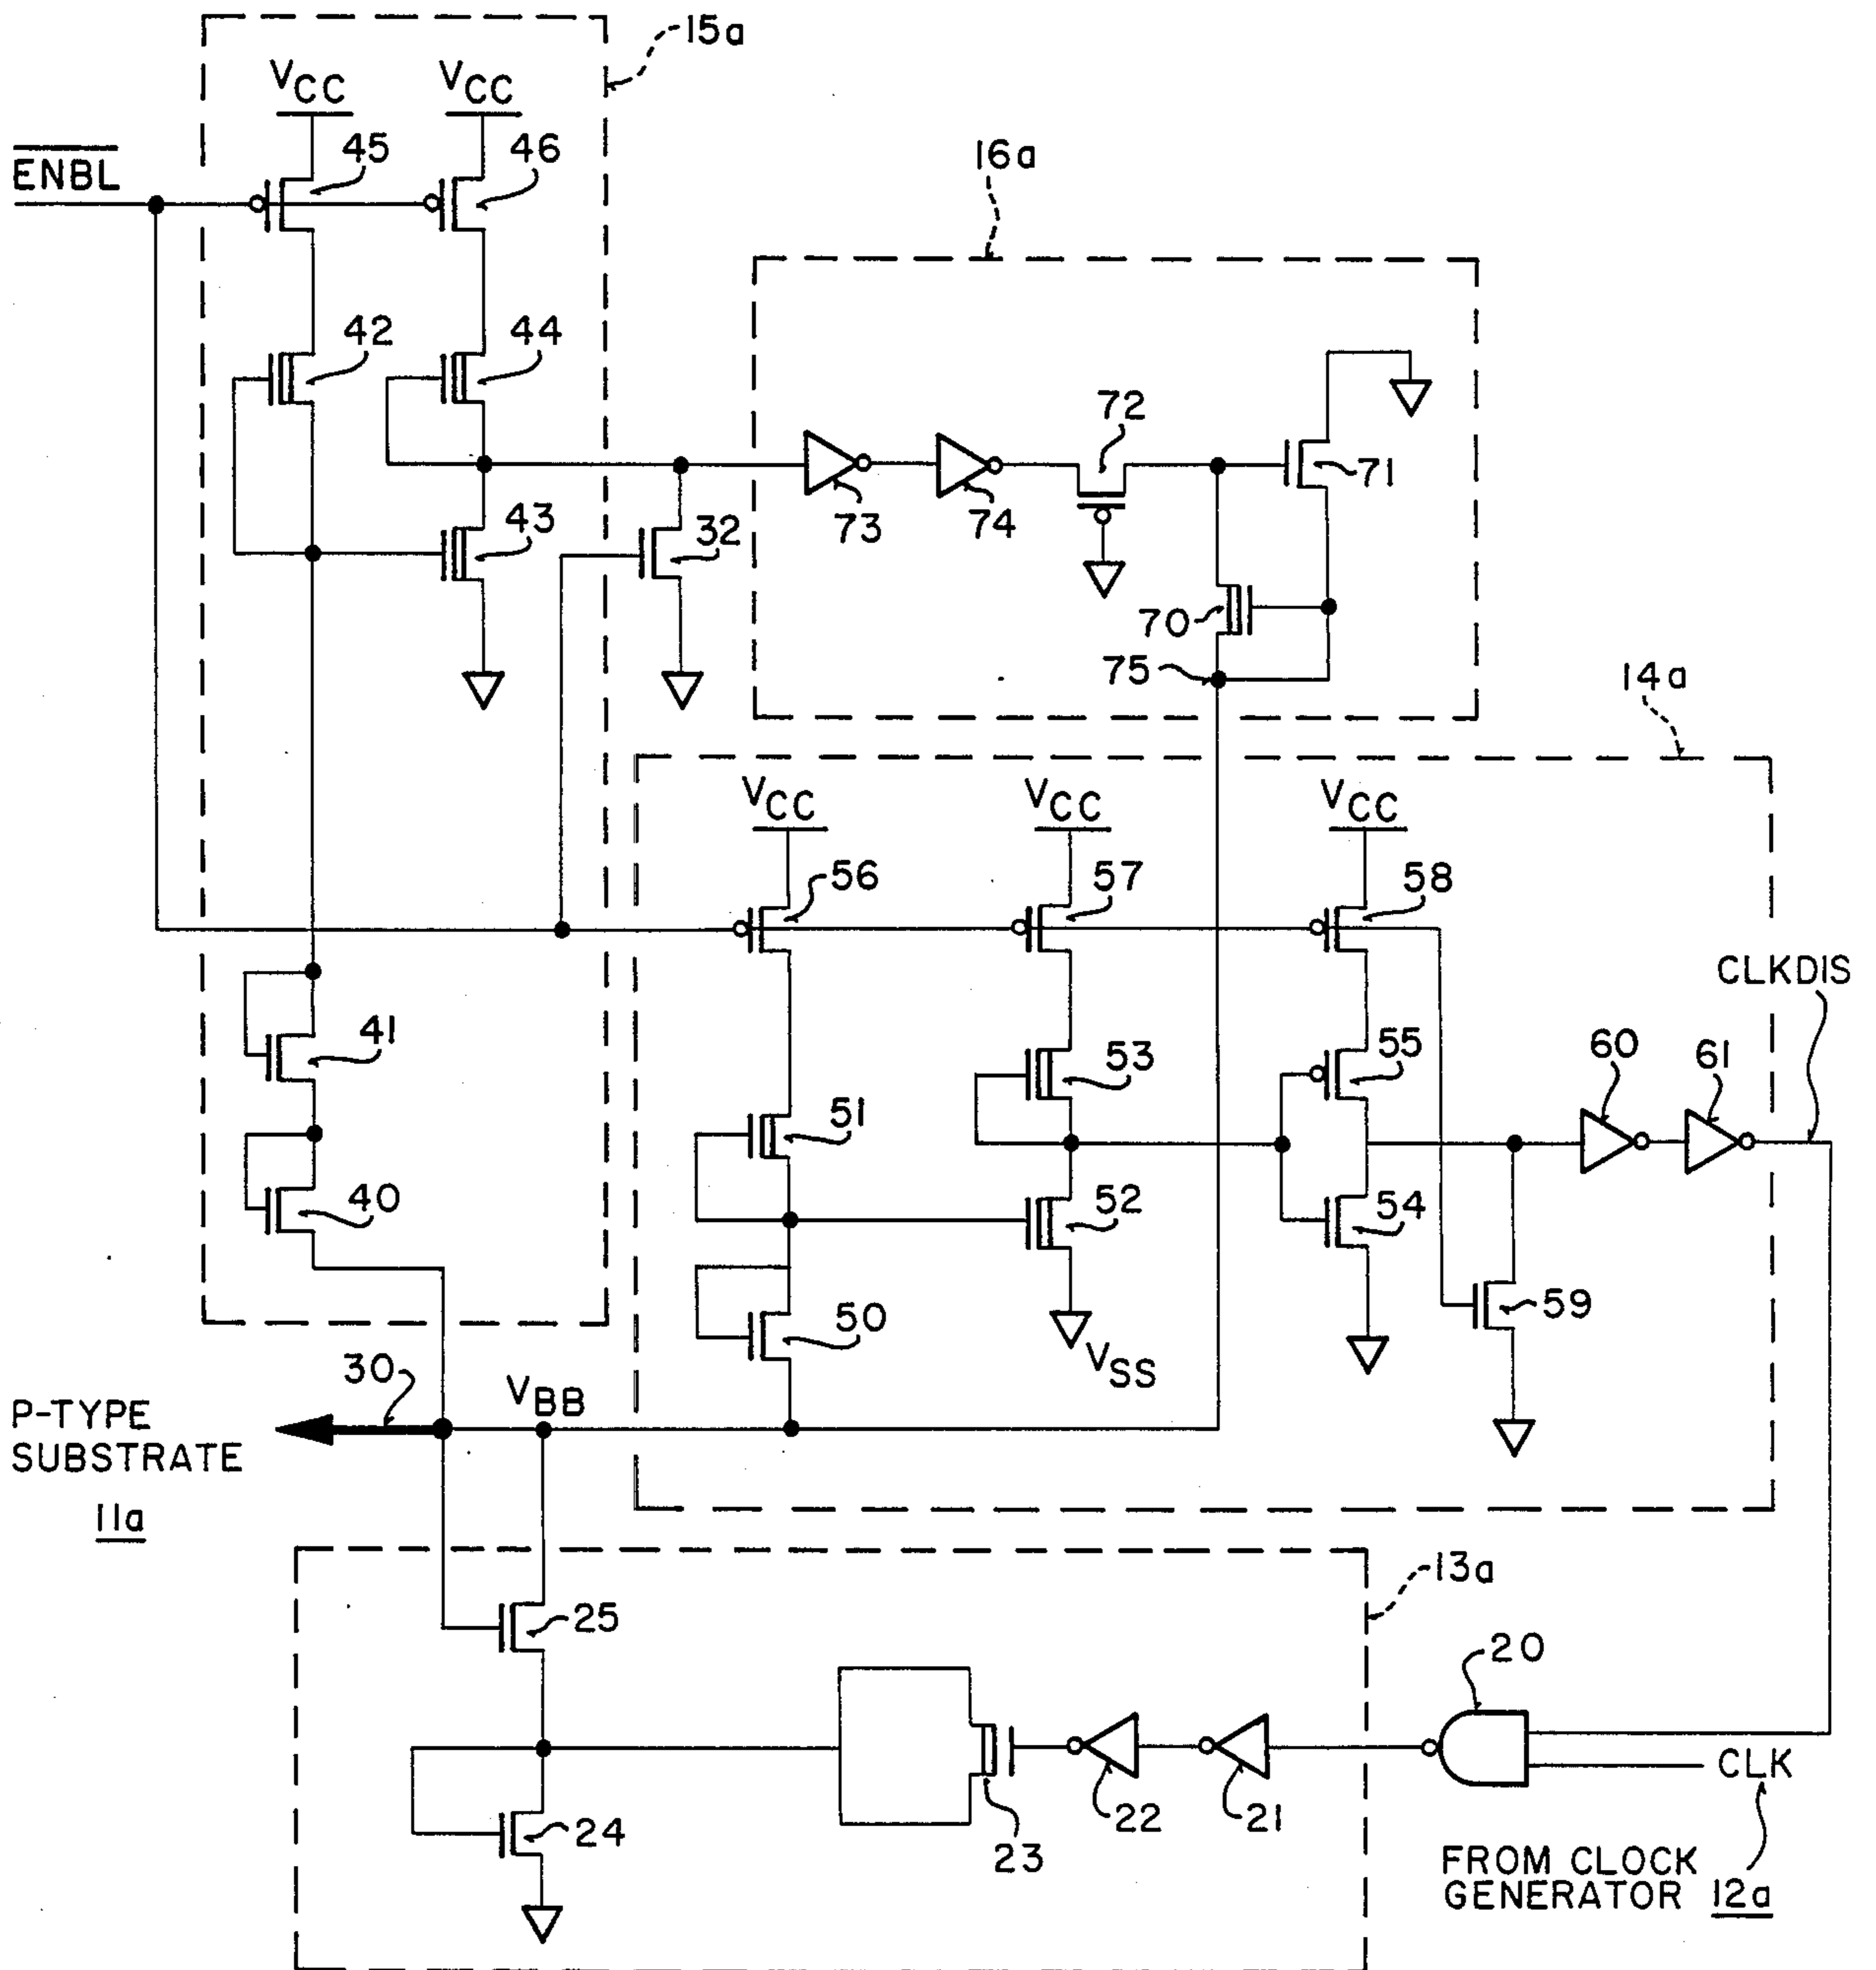 15a
VCC
VCC
ENBL
45
46
16a
42
44
72
71
73
74
43
32
70
75
14a
VCC
VCC
VCC
56
57
58
CLKDIS
41
53
55
60
61
51
40
52
54
50
59
VSS
30
VBB
P-TYPE
SUBSTRATE
11a
13a
25
20
24
23
22
21
CLK
FROM CLOCK
GENERATOR 12a